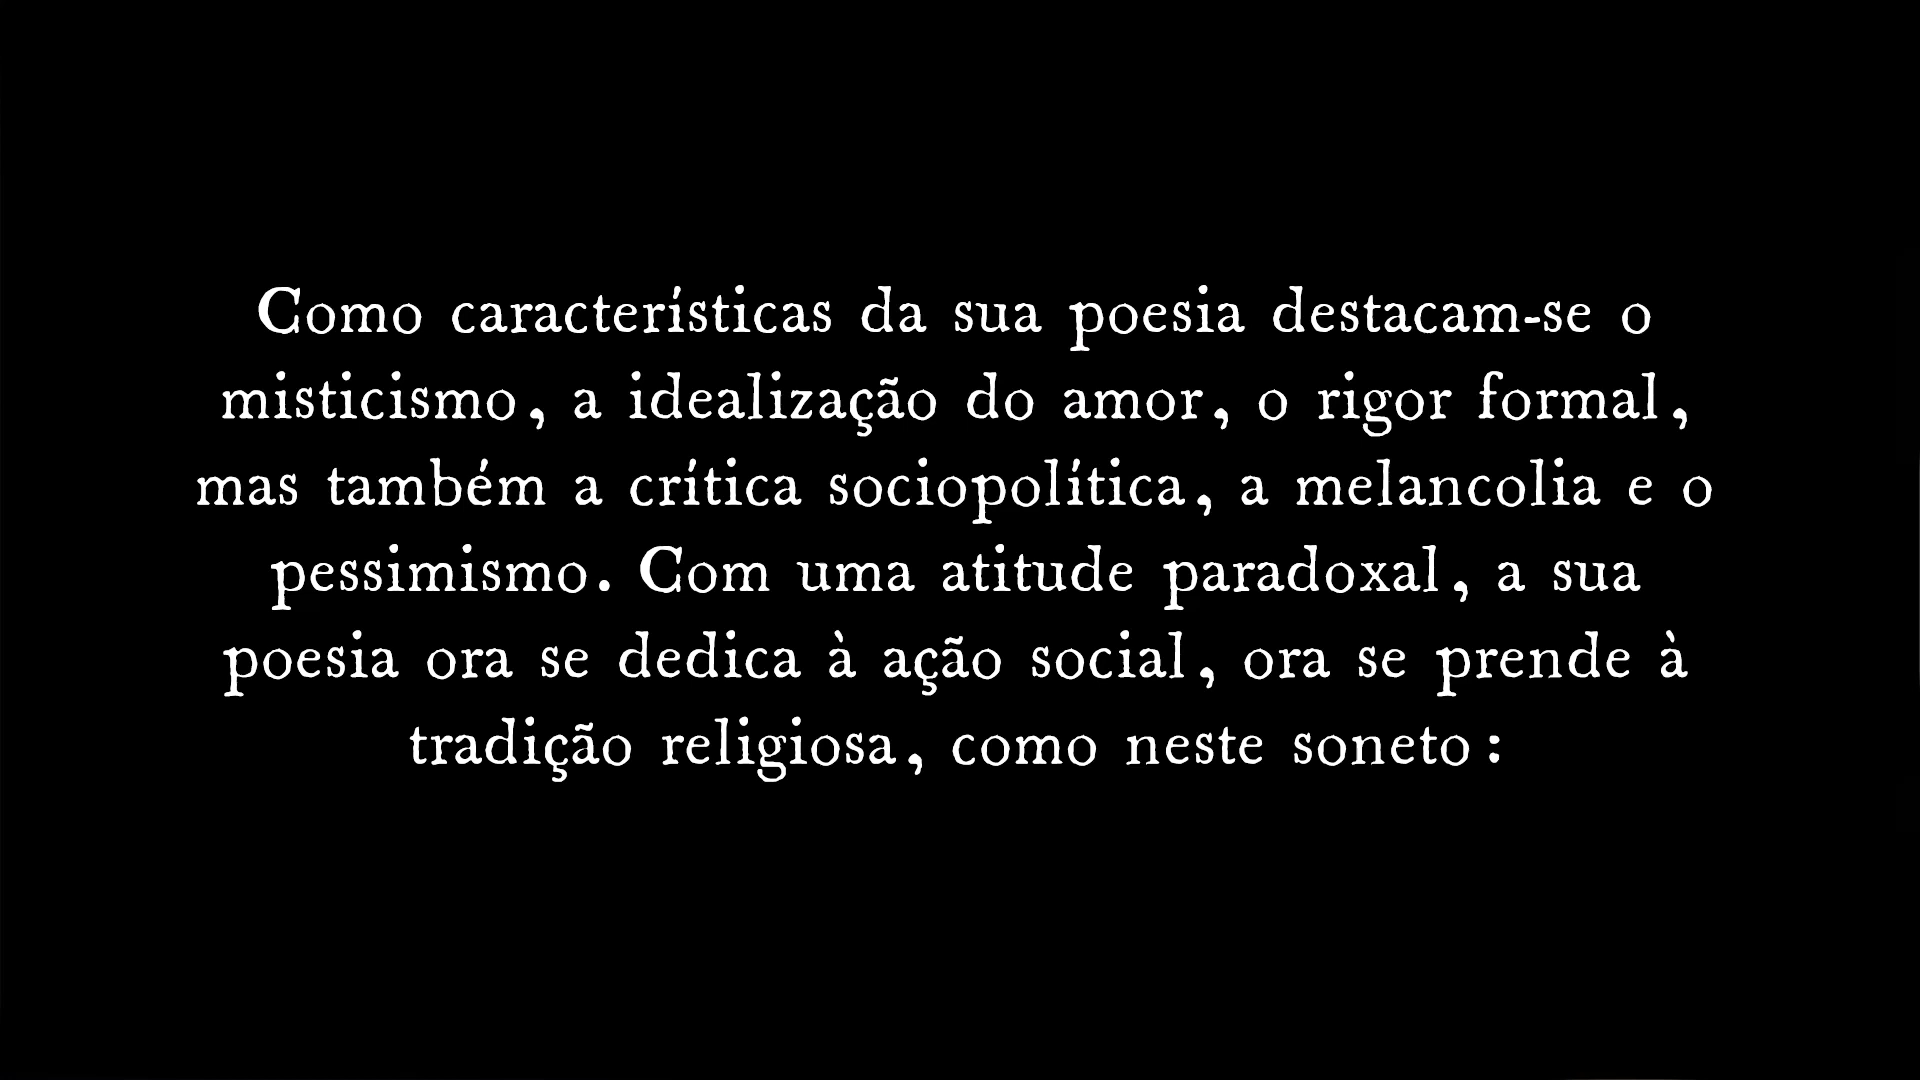 Como características da sua poesia destacam-se o
misticismo, a idealização do amor, o rigor formal,
mas também a crítica sociopolítica, a melancolia e o
pessimismo. Com uma atitude paradoxal, a sua
poesia ora se dedica à ação social, ora se prende à
tradição religiosa, como neste soneto: